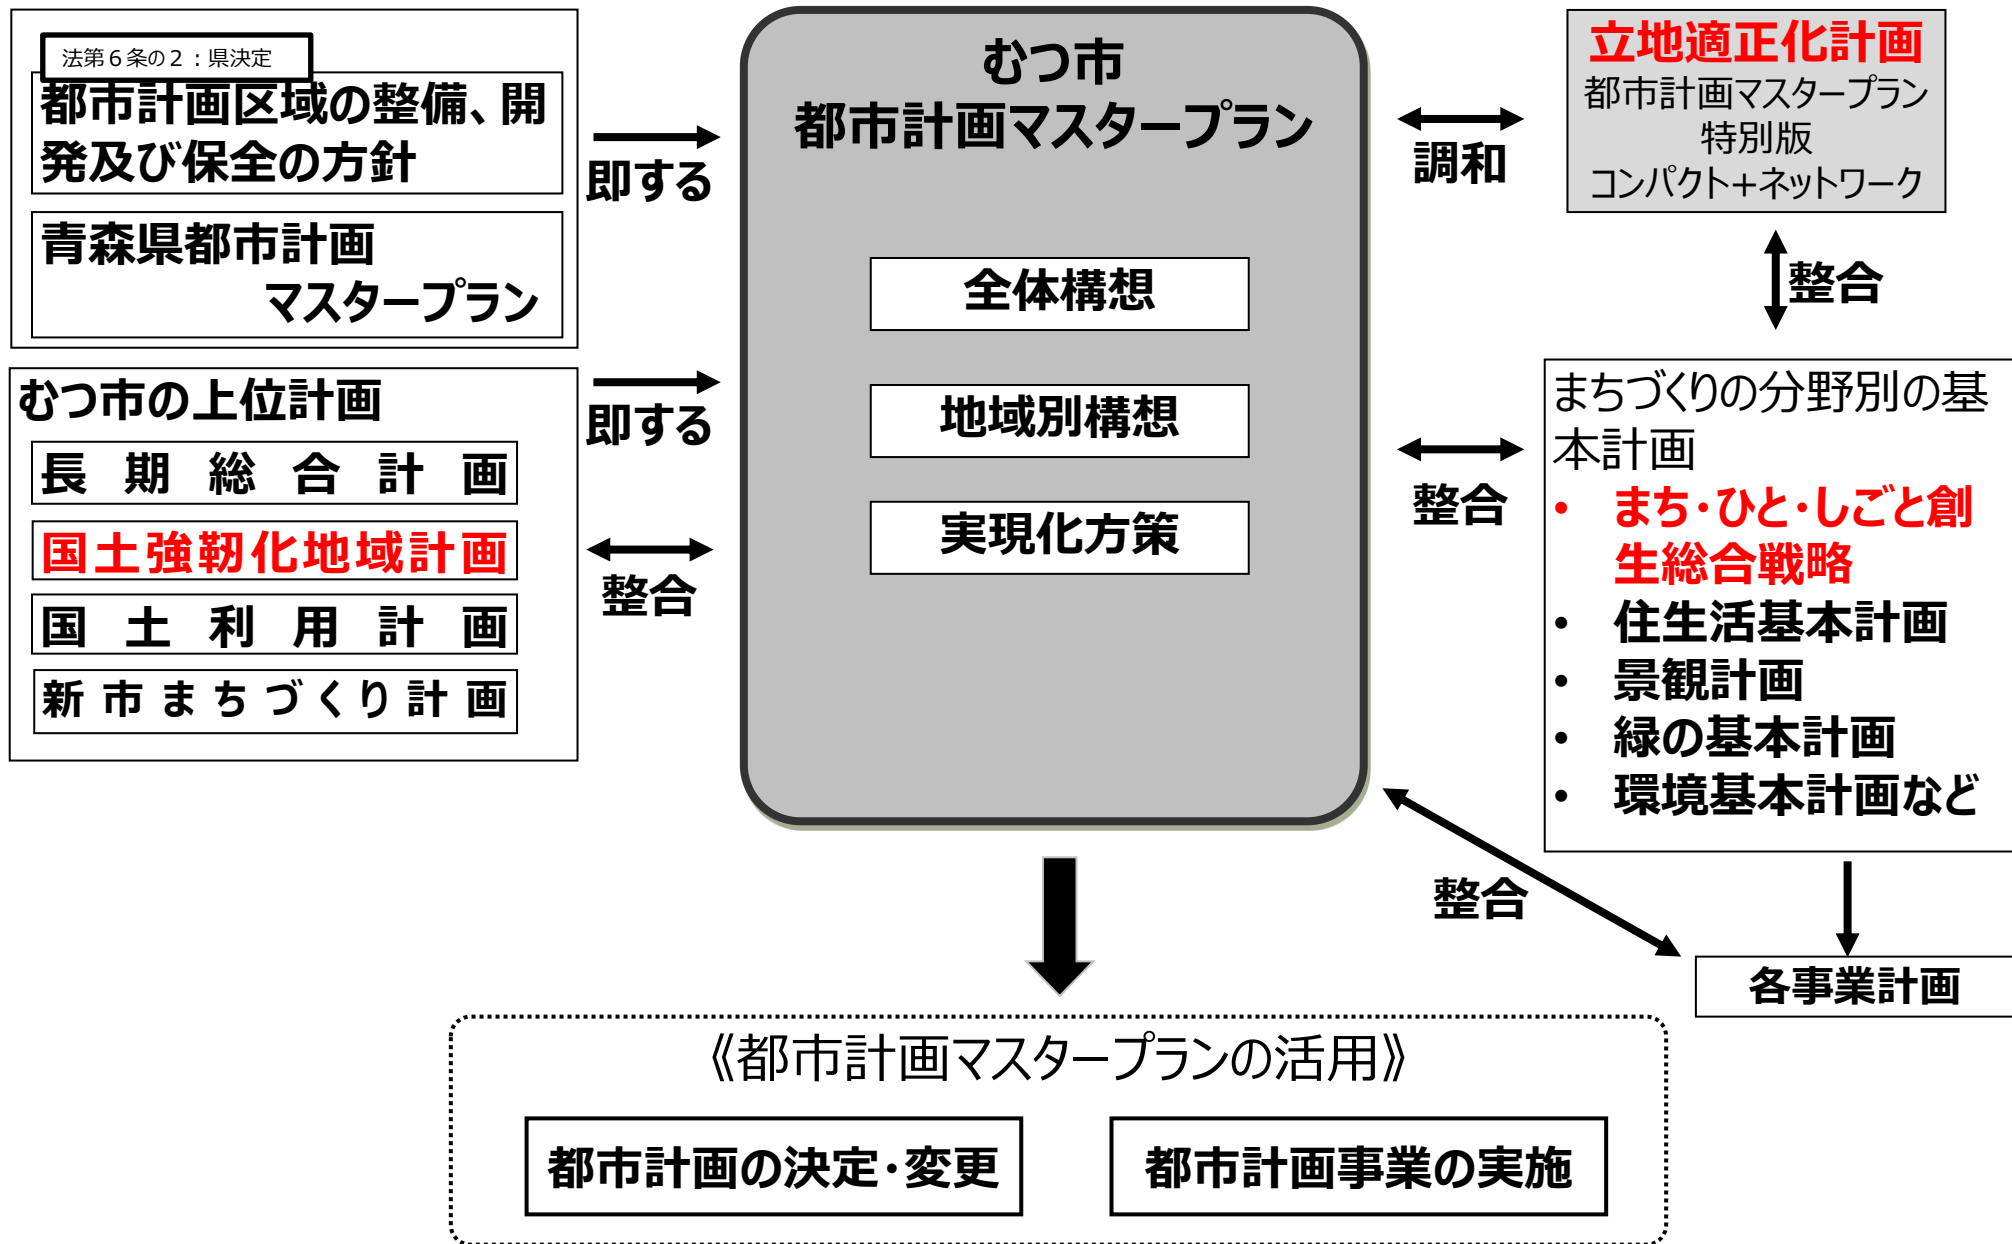 法第６条の２：県決定
都市計画区域の整備、開
発及び保全の方針
青森県都市計画
マスタープラン
即する
むつ市の上位計画
長期総合計画
国土強靭化地域計画
国土利用計画
新市まちづくり計画
即する
整合
むつ市
都市計画マスタープラン
全体構想
地域別構想
実現化方策
調和
立地適正化計画
都市計画マスタープラン
特別版
コンパクト+ネットワーク
整合
整合
まちづくりの分野別の基
本計画
• まち・ひと・しごと創
生総合戦略
• 住生活基本計画
• 景観計画
• 緑の基本計画
• 環境基本計画など
整合
各事業計画
《都市計画マスタープランの活用》
都市計画の決定・変更
都市計画事業の実施